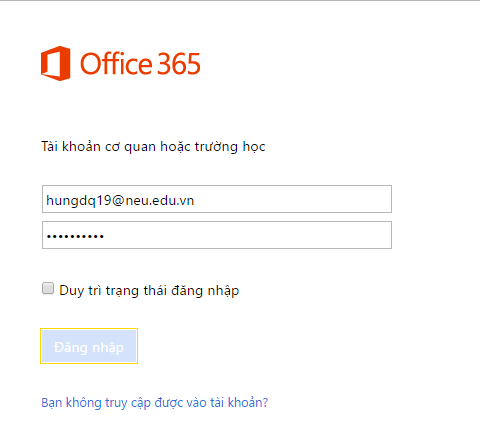 Office 365
Tài khoản cơ quan hoặc trường học
hungdq19@neu.edu.vn
••••••••••
Duy trì trạng thái đăng nhập
Đăng nhập
Bạn không truy cập được vào tài khoản?